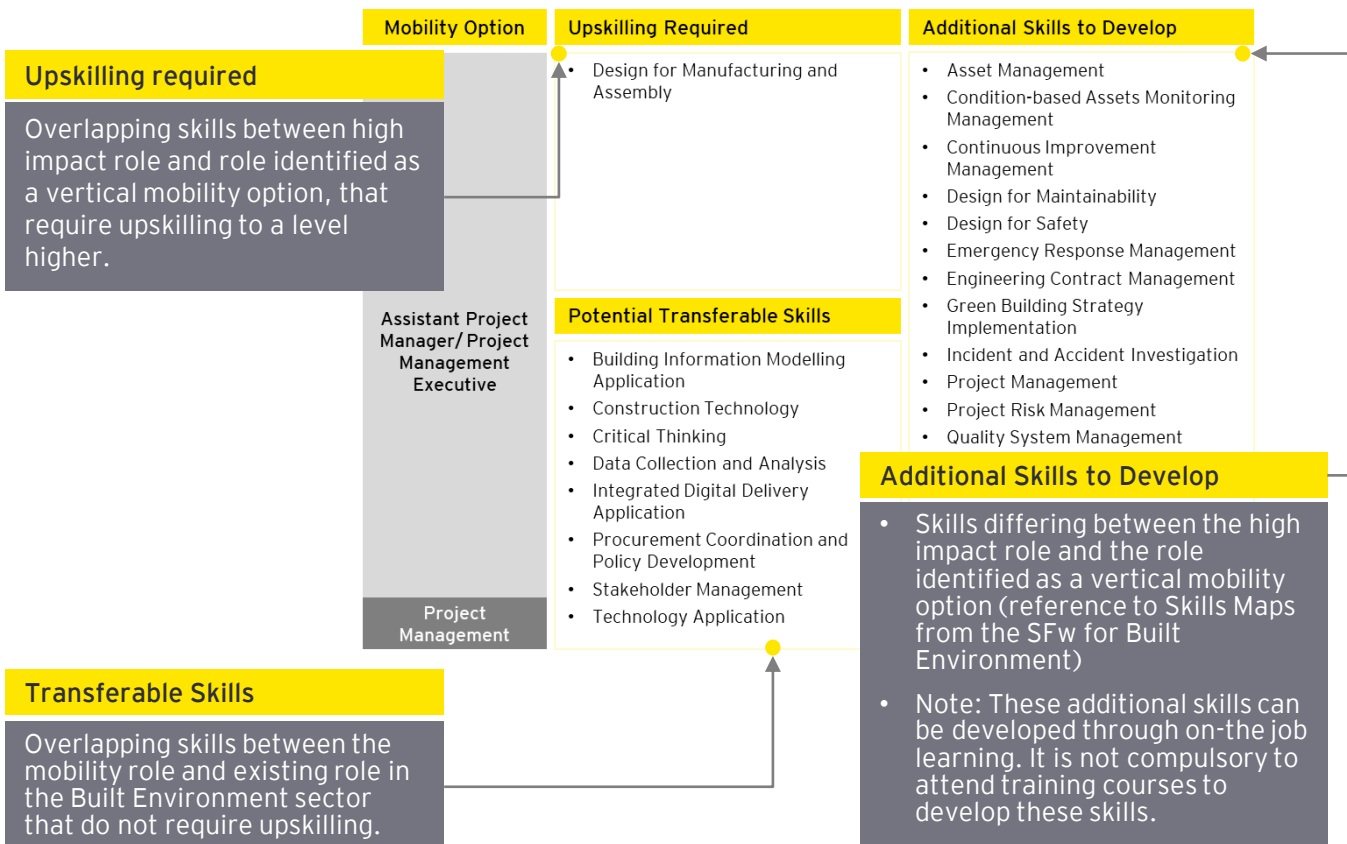 Mobility Option
Upskilling Required
Additional Skills to Develop
Upskilling required
Overlapping skills between high
impact role and role identified as
a vertical mobility option, that
require upskilling to a level
higher.
• Design for Manufacturing and
Assembly
• Asset Management
• Condition-based Assets Monitoring
Management
• Continuous Improvement
Management
• Design for Maintainability
• Design for Safety
• Emergency Response Management
• Engineering Contract Management
• Green Building Strategy
Implementation
• Incident and Accident Investigation
• Project Management
• Project Risk Management
• Quality System Management
Assistant Project
Manager/ Project
Management
Executive
Project
Management
Potential Transferable Skills
• Building Information Modelling
Application
• Construction Technology
• Critical Thinking
• Data Collection and Analysis
• Integrated Digital Delivery
Application
• Procurement Coordination and
Policy Development
• Stakeholder Management
• Technology Application
Additional Skills to Develop
• Skills differing between the high
impact role and the role
identified as a vertical mobility
option (reference to Skills Maps
from the SFw for Built
Environment)
• Note: These additional skills can
be developed through on-the job
learning. It is not compulsory to
attend training courses to
develop these skills.
Transferable Skills
Overlapping skills between the
mobility role and existing role in
the Built Environment sector
that do not require upskilling.